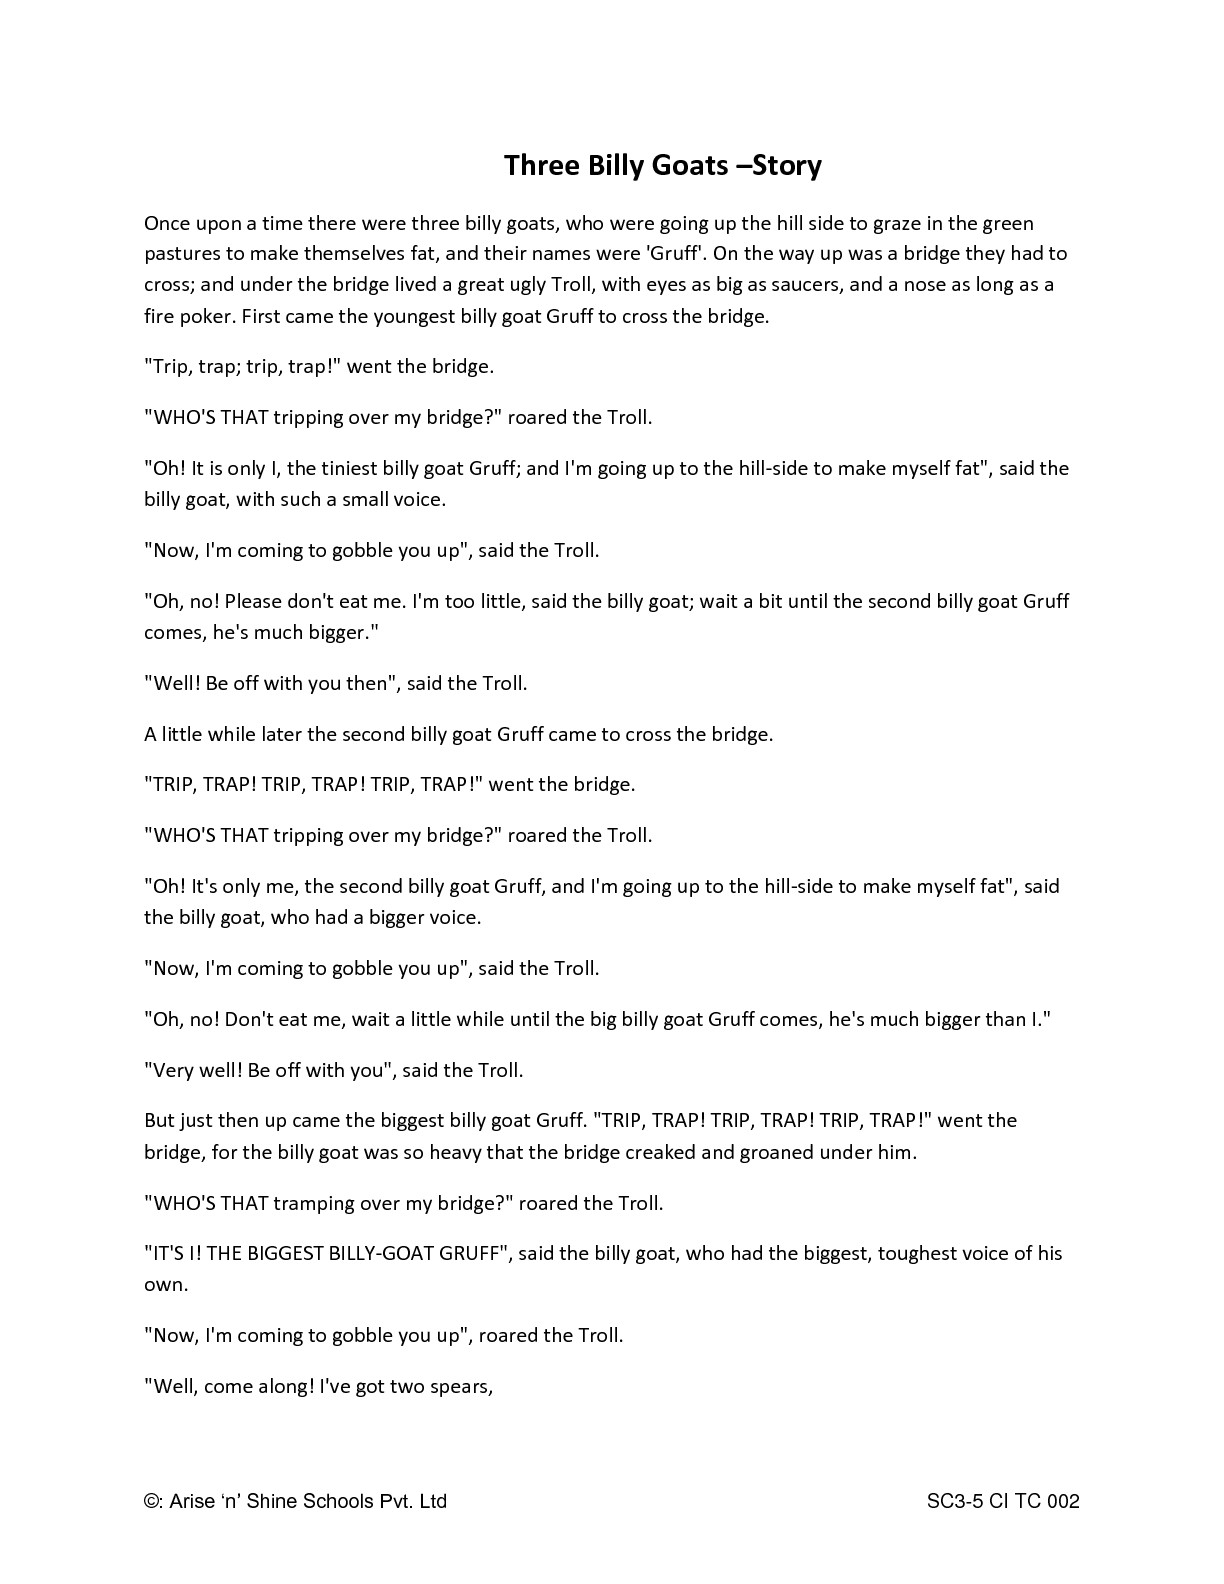 Three Billy Goats –Story
Once upon a time there were three billy goats, who were going up the hill side to graze in the green
pastures to make themselves fat, and their names were 'Gruff'. On the way up was a bridge they had to
cross; and under the bridge lived a great ugly Troll, with eyes as big as saucers, and a nose as long as a
fire poker. First came the youngest billy goat Gruff to cross the bridge.
"Trip, trap; trip, trap!" went the bridge.
"WHO'S THAT tripping over my bridge?" roared the Troll.
"Oh! It is only I, the tiniest billy goat Gruff; and I'm going up to the hill-side to make myself fat", said the
billy goat, with such a small voice.
"Now, I'm coming to gobble you up", said the Troll.
"Oh, no! Please don't eat me. I'm too little, said the billy goat; wait a bit until the second billy goat Gruff
comes, he's much bigger."
"Well! Be off with you then", said the Troll.
A little while later the second billy goat Gruff came to cross the bridge.
"TRIP, TRAP! TRIP, TRAP! TRIP, TRAP!" went the bridge.
"WHO'S THAT tripping over my bridge?" roared the Troll.
"Oh! It's only me, the second billy goat Gruff, and I'm going up to the hill-side to make myself fat", said
the billy goat, who had a bigger voice.
"Now, I'm coming to gobble you up", said the Troll.
"Oh, no! Don't eat me, wait a little while until the big billy goat Gruff comes, he's much bigger than I."
"Very well! Be off with you", said the Troll.
But just then up came the biggest billy goat Gruff. "TRIP, TRAP! TRIP, TRAP! TRIP, TRAP!" went the
bridge, for the billy goat was so heavy that the bridge creaked and groaned under him.
"WHO'S THAT tramping over my bridge?" roared the Troll.
"IT'S I! THE BIGGEST BILLY-GOAT GRUFF", said the billy goat, who had the biggest, toughest voice of his
own.
"Now, I'm coming to gobble you up", roared the Troll.
"Well, come along! I've got two spears,
©: Arise ‘n’ Shine Schools Pvt. Ltd SC3-5 CI TC 002